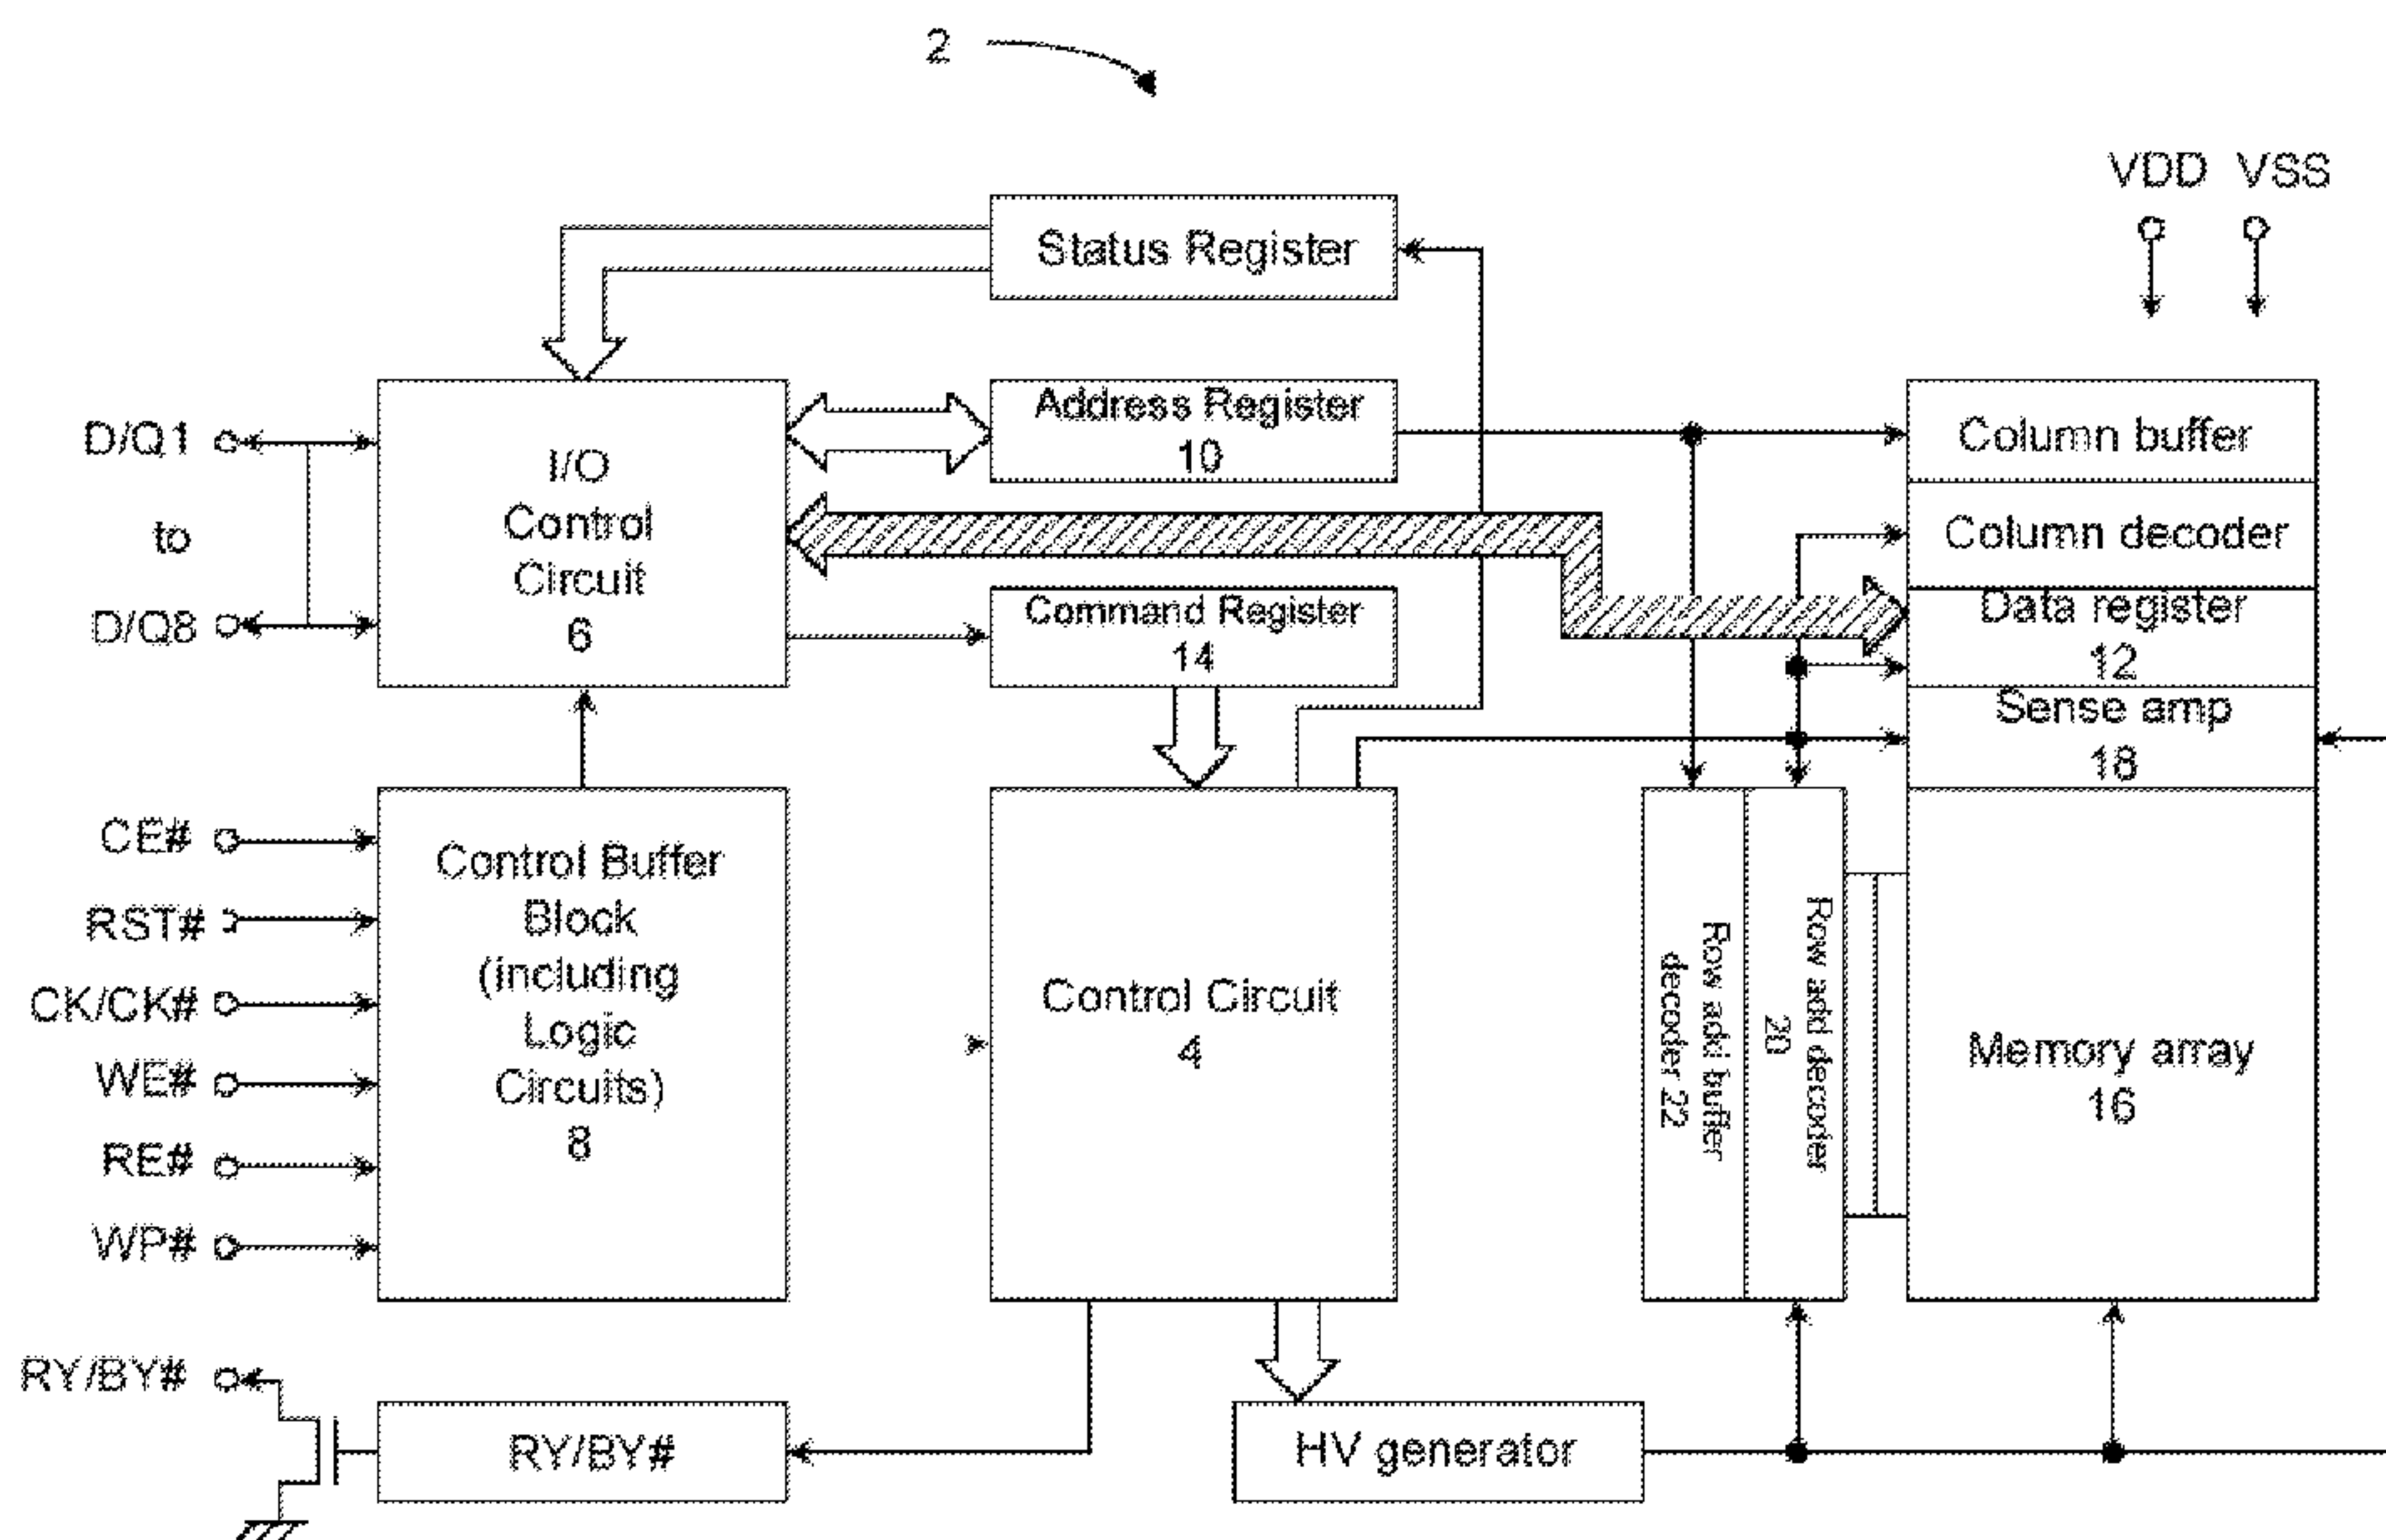 2
VDD VSS
Status Register
Address Register
10
Column buffer
D/Q1
to
D/Q8
I/O
Control
Circuit
6
Column decoder
Command Register
14
Data register
12
Sense amp
18
CE#
RST#
CK/CK#
WE#
RE#
WP#
Control Buffer
Block
(including
Logic
Circuits)
8
Control Circuit
4
Row add buffer
decoder 22
Row add decoder
20
Memory array
16
RY/BY#
RY/BY#
HV generator